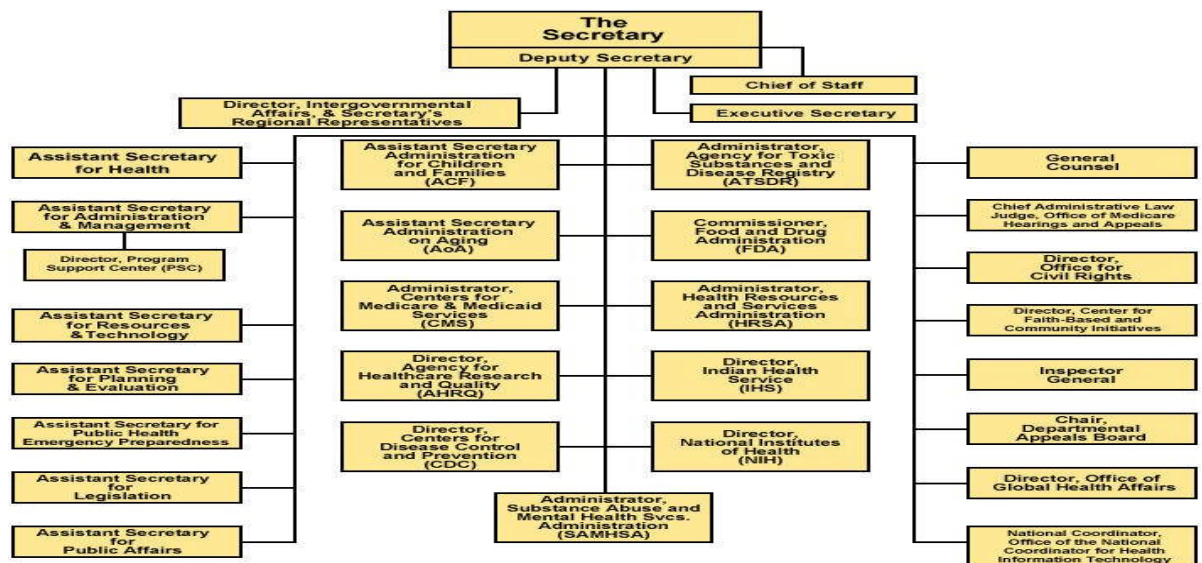 The
Secretary
Deputy Secretary
Chief of Staff
Director, Intergovernmental
Affairs, & Secretary's
Regional Representatives
Executive Secretary
Assistant Secretary
for Health
Assistant Secretary
for Administration
& Management
Director, Program
Support Center (PSC)
Assistant Secretary
for Resources
&Technology
Assistant Secretary
for Planning
& Evaluation
Assistant Secretary for
Public Health
Emergency Preparedness
Assistant Secretary
for
Legislation
Assistant Secretary
for
Public Affairs
Assistant Secretary
Administration
for Children
and Families
(ACF)
Assistant Secretary
Administration
on Aging
(AoA)
Administrator,
Centers for
Medicare & Medicaid
Services
(CMS)
Director,
Agency for
Healthcare Research
and Quality
(AHRQ)
Director,
Centers for
Disease Control
and Prevention
(CDC)
Administrator,
Agency for Toxic
Substances and
Disease Registry
(ATSDR)
Commissioner,
Food and Drug
Administration
(FDA)
Administrator,
Health Resources
and Services
Administration
(HRSA)
Director,
Indian Health
Service
(IHS)
Director,
National Institutes
of Health
(NIH)
Administrator,
Substance Abuse and
Mental Health Svcs.
Administration
(SAMHSA)
General
Counsel
Chief Administrative Law
Judge, Office of Medicare
Hearings and Appeals
Director,
Office for
Civil Rights
Director, Center for
Faith-Based and
Community Initiatives
Inspector
General
Chair,
Departmental
Appeals Board
Director, Office of
Global Health Affairs
National Coordinator,
Office of the National
Coordinator for Health
Information Technology